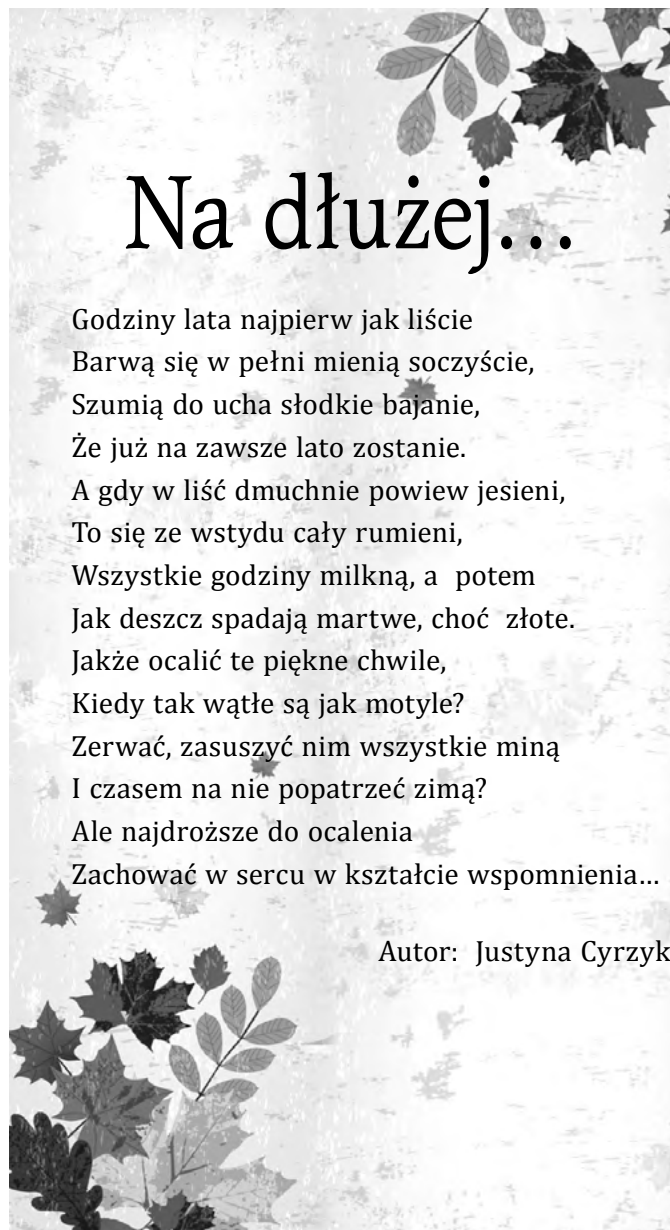 Na dłużej...
Godziny lata najpierw jak liście
Barwą się w pełni mienią soczyście,
Szumią do ucha słodkie bajanie,
Że już na zawsze lato zostanie.
A gdy w liść dmuchnie powiew jesieni,
To się ze wstydu cały rumieni,
Wszystkie godziny milkną, a  potem
Jak deszcz spadają martwe, choć  złote.
Jakże ocalić te piękne chwile,
Kiedy tak wątłe są jak motyle?
Zerwać, zasuszyć nim wszystkie miną
I czasem na nie popatrzeć zimą?
Ale najdroższe do ocalenia
Zachować w sercu w kształcie wspomnienia...
Autor:  Justyna Cyrzyk